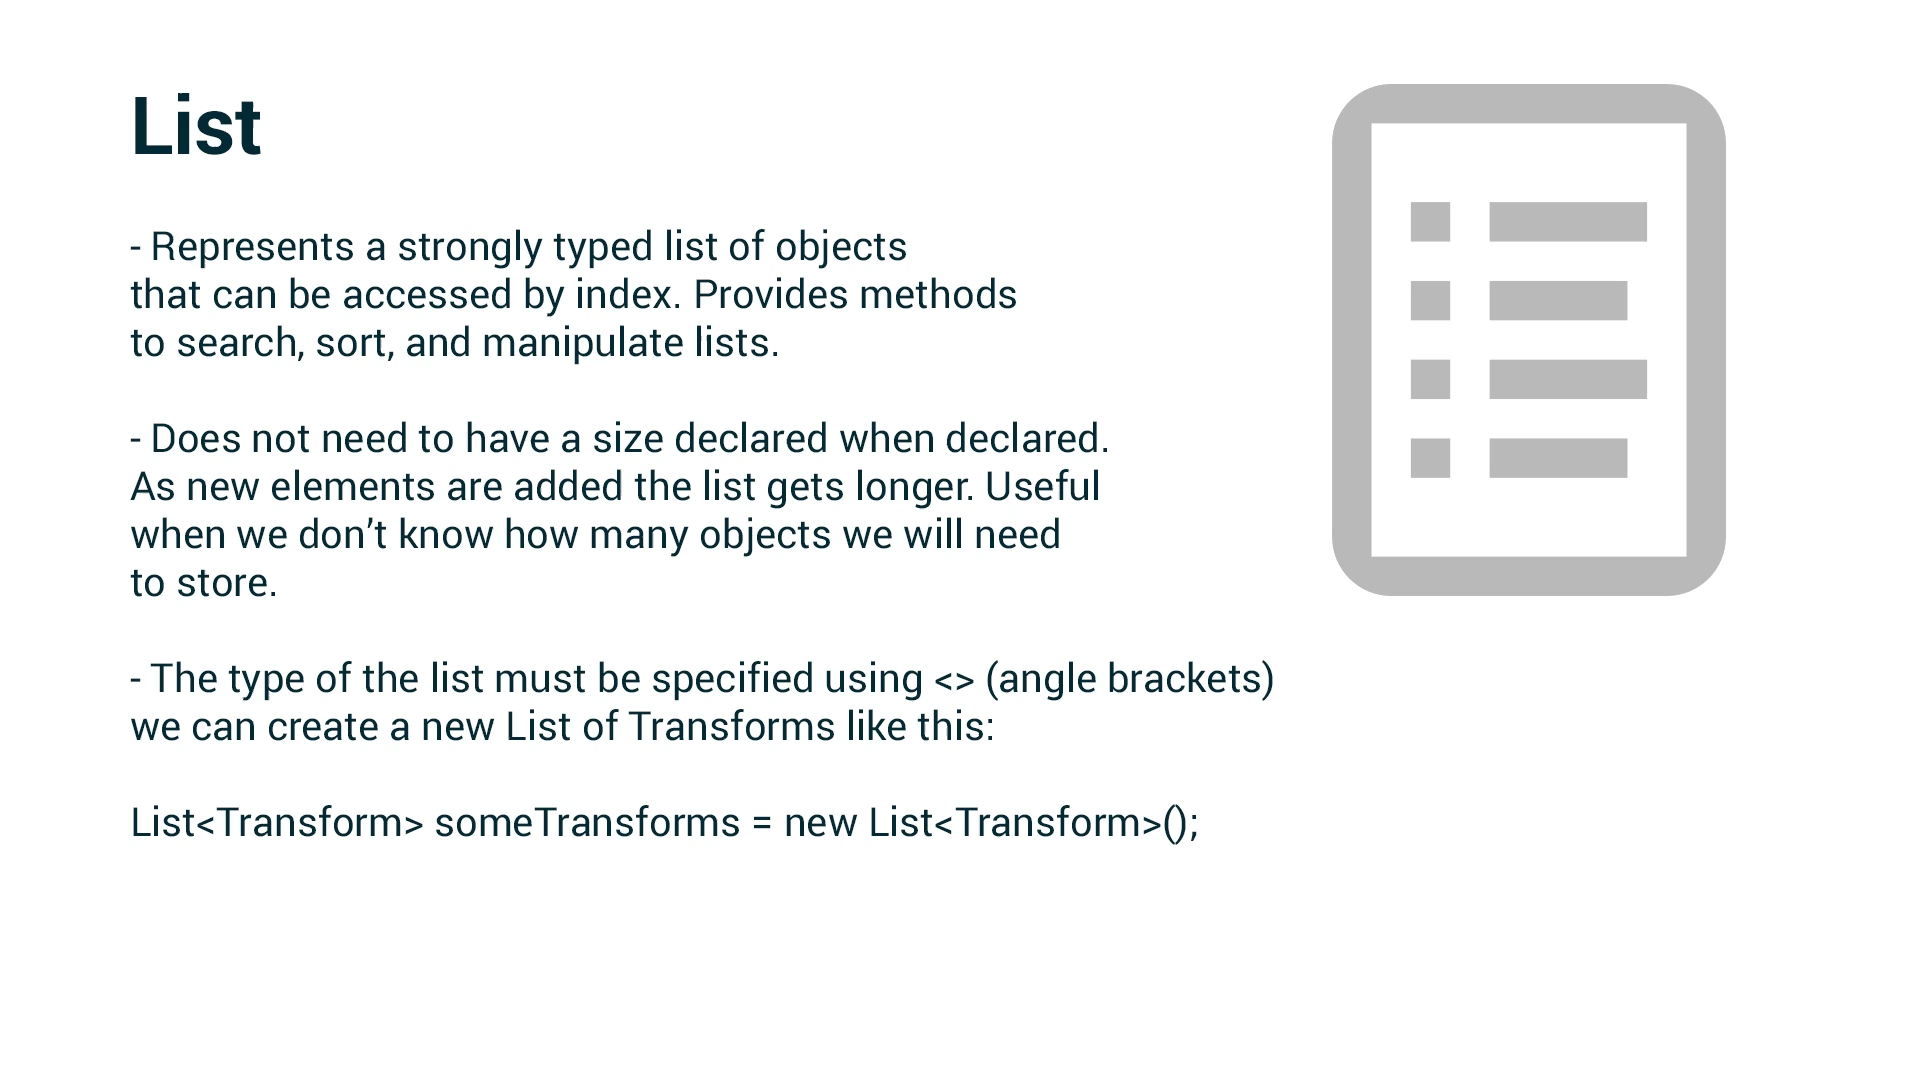 List
- Represents a strongly typed list of objects
that can be accessed by index. Provides methods
to search, sort, and manipulate lists.
- Does not need to have a size declared when declared.
As new elements are added the list gets longer. Useful
when we don’t know how many objects we will need
to store.
- The type of the list must be specified using <> (angle brackets)
we can create a new List of Transforms like this:
List<Transform> someTransforms = new List<Transform>();